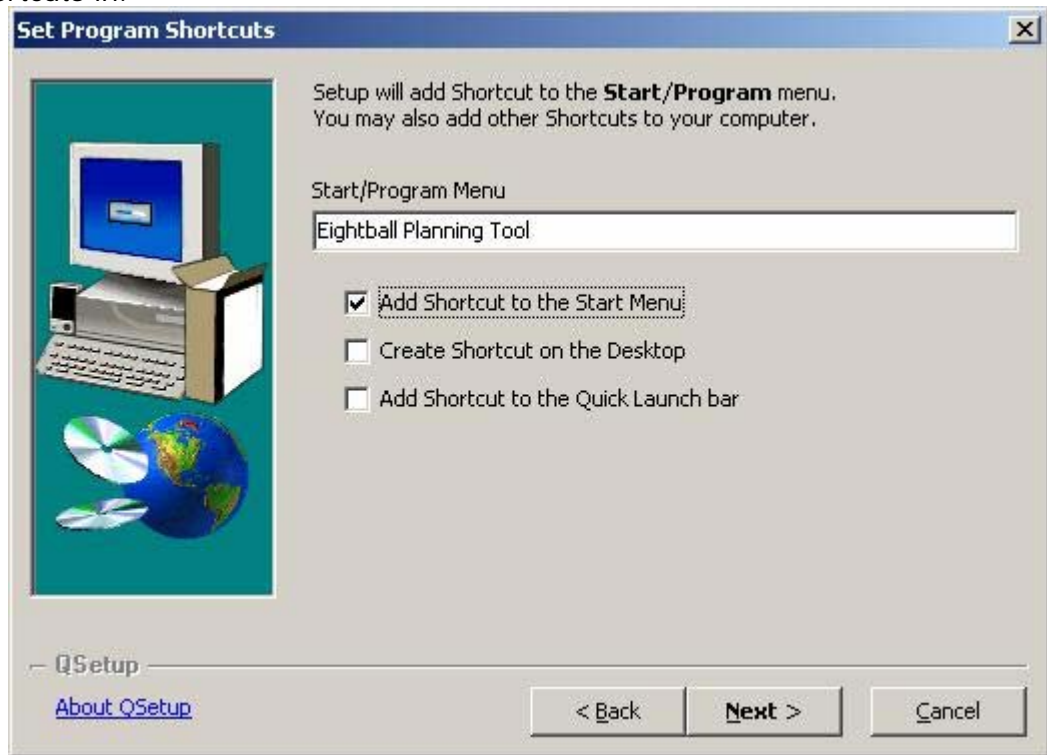 Set Program Shortcuts
Setup will add Shortcut to the Start/Program menu.
You may also add other Shortcuts to your computer.
Start/Program Menu
Eightball Planning Tool
Add Shortcut to the Start Menu
Create Shortcut on the Desktop
Add Shortcut to the Quick Launch bar
QSetup
About QSetup
< Back
Next >
Cancel